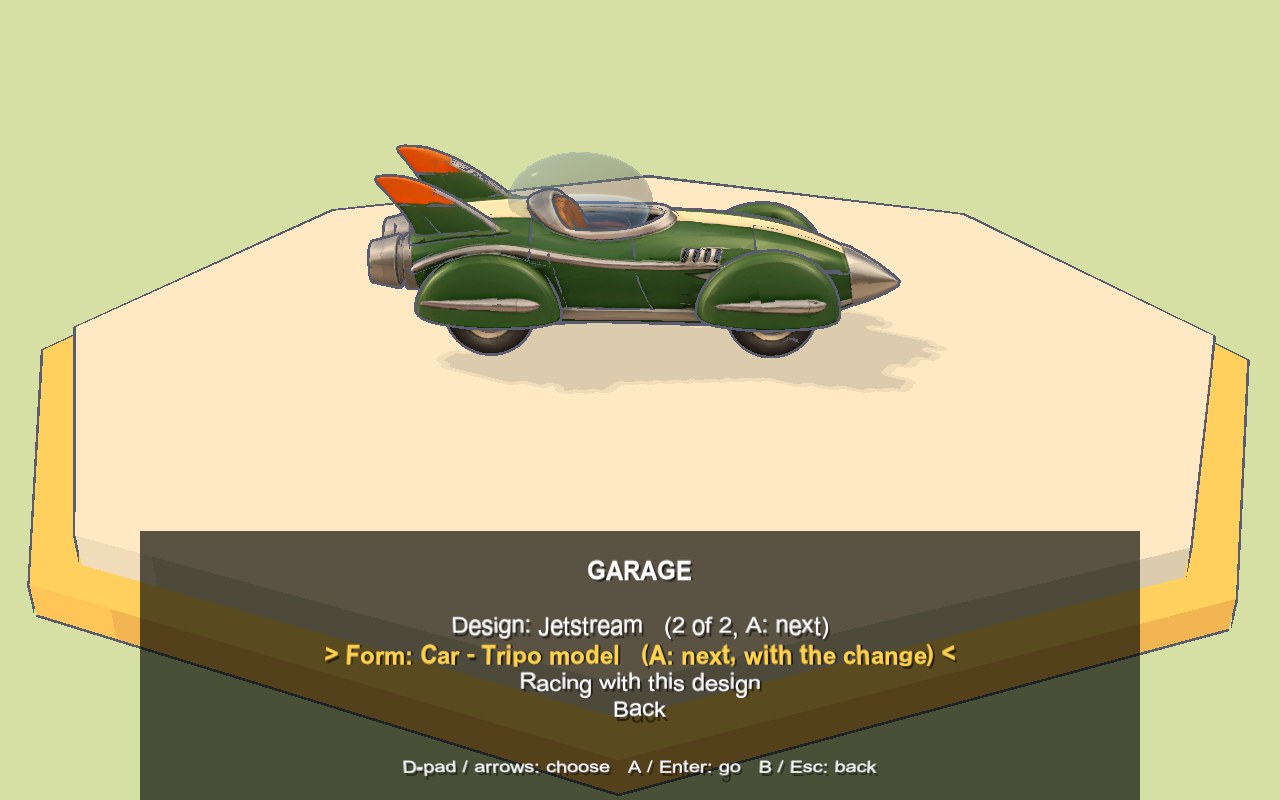 GARAGE
Design: Jetstream (2 of 2, A: next)
> Form: Car - Tripo model (A: next, with the change) <
Racing with this design
Back
D-pad / arrows: choose A / Enter: go B / Esc: back